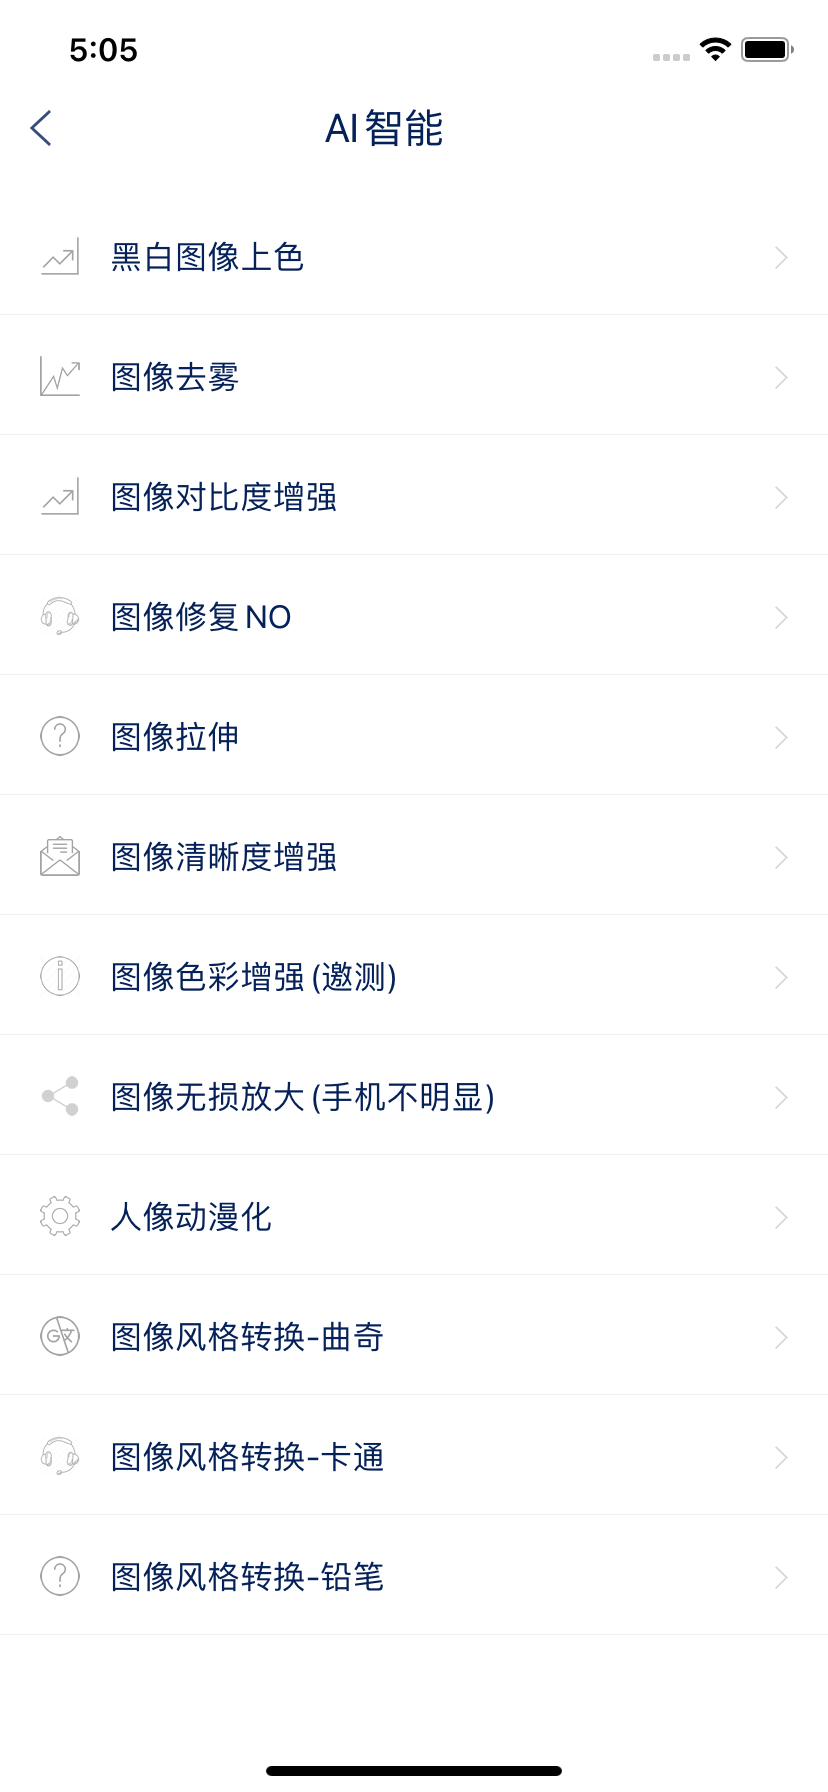 5:05
AI智能
黑白图像上色
图像去雾
图像对比度增强
图像修复NO
图像拉伸
图像清晰度增强
图像色彩增强(邀测)
图像无损放大(手机不明显)
人像动漫化
图像风格转换-曲奇
图像风格转换-卡通
图像风格转换-铅笔